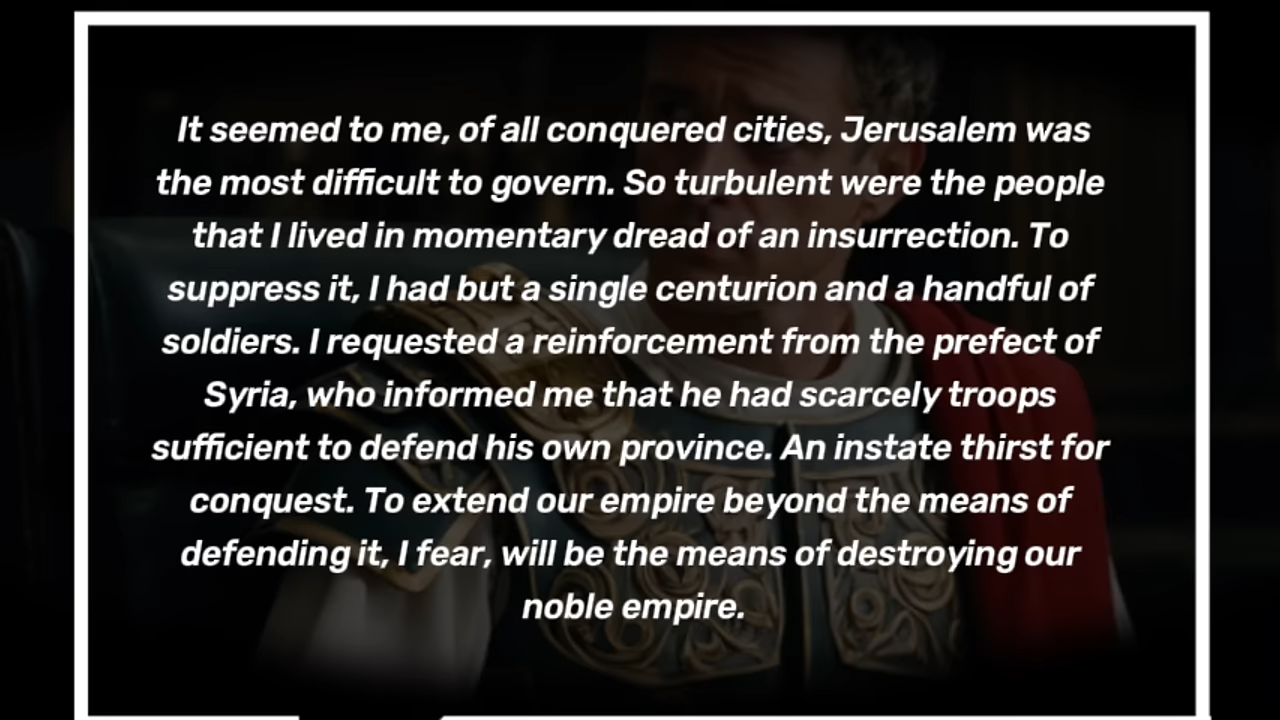 It seemed to me, of all conquered cities, Jerusalem was
the most difficult to govern. So turbulent were the people
that I lived in momentary dread of an insurrection. To
suppress it, I had but a single centurion and a handful of
soldiers. I requested a reinforcement from the prefect of
Syria, who informed me that he had scarcely troops
sufficient to defend his own province. An instate thirst for
conquest. To extend our empire beyond the means of
defending it, I fear, will be the means of destroying our
noble empire.